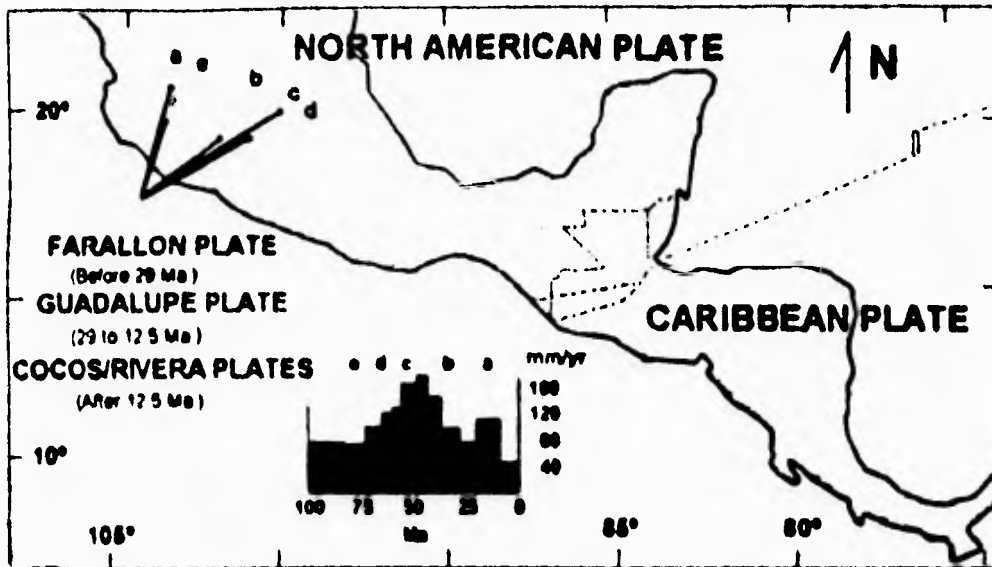 NORTH AMERICAN PLATE
N
a e b c d
20°
FARALLON PLATE
(Before 29 Ma)
GUADALUPE PLATE
(29 to 12.5 Ma)
COCOS/RIVERA PLATES
(After 12.5 Ma)
CARIBBEAN PLATE
e d c b a
mm/yr
160
120
80
40
10°
100 75 50 25 0
Ma
105° 85° 80°